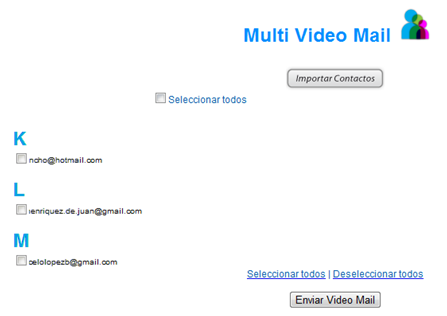 Multi Video Mail
Importar Contactos
Seleccionar todos
K
ncho@hotmail.com
L
enriquez.de.juan@gmail.com
M
celolopezb@gmail.com
Seleccionar todos | Deseleccionar todos
Enviar Video Mail